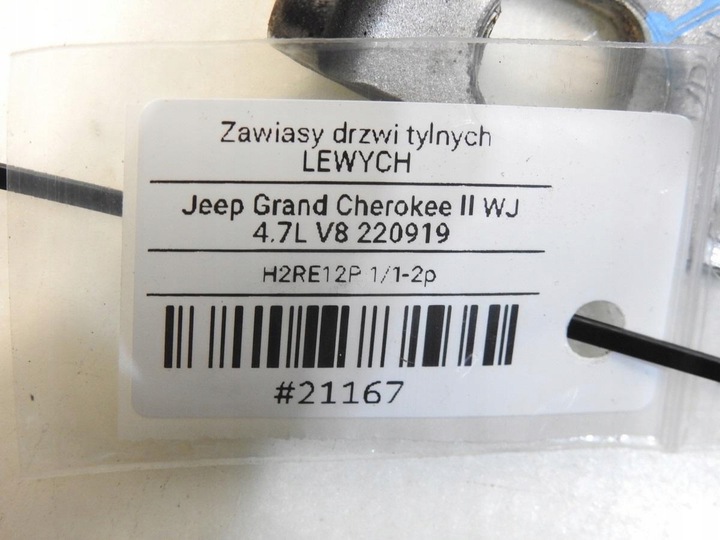 Zawiasy drzwi tylnych
LEWYCH
Jeep Grand Cherokee II WJ
4.7L V8 220919
H2RE12P 1/1-2p
#21167